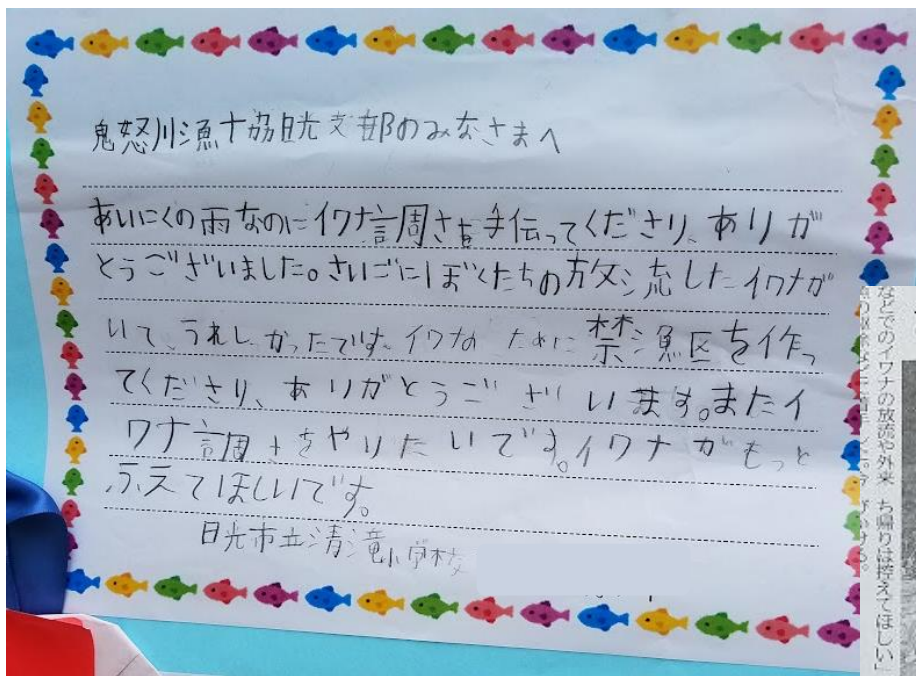 鬼怒川漁協日光支部のみなさまへ
あいにくの雨なのにイワナ調さを手伝ってくださり、ありが
とうございました。さいごにぼくたちの放流したイワナが
いて、うれしかったです。イワナのために禁漁区を作っ
てくださり、ありがとうございます。またイ
ワナ調さをやりたいです。イワナがもっと
ふえてほしいです。
日光市立清滝小学校
などでのイワナの放流や外来
ち帰りは控えてほしい」